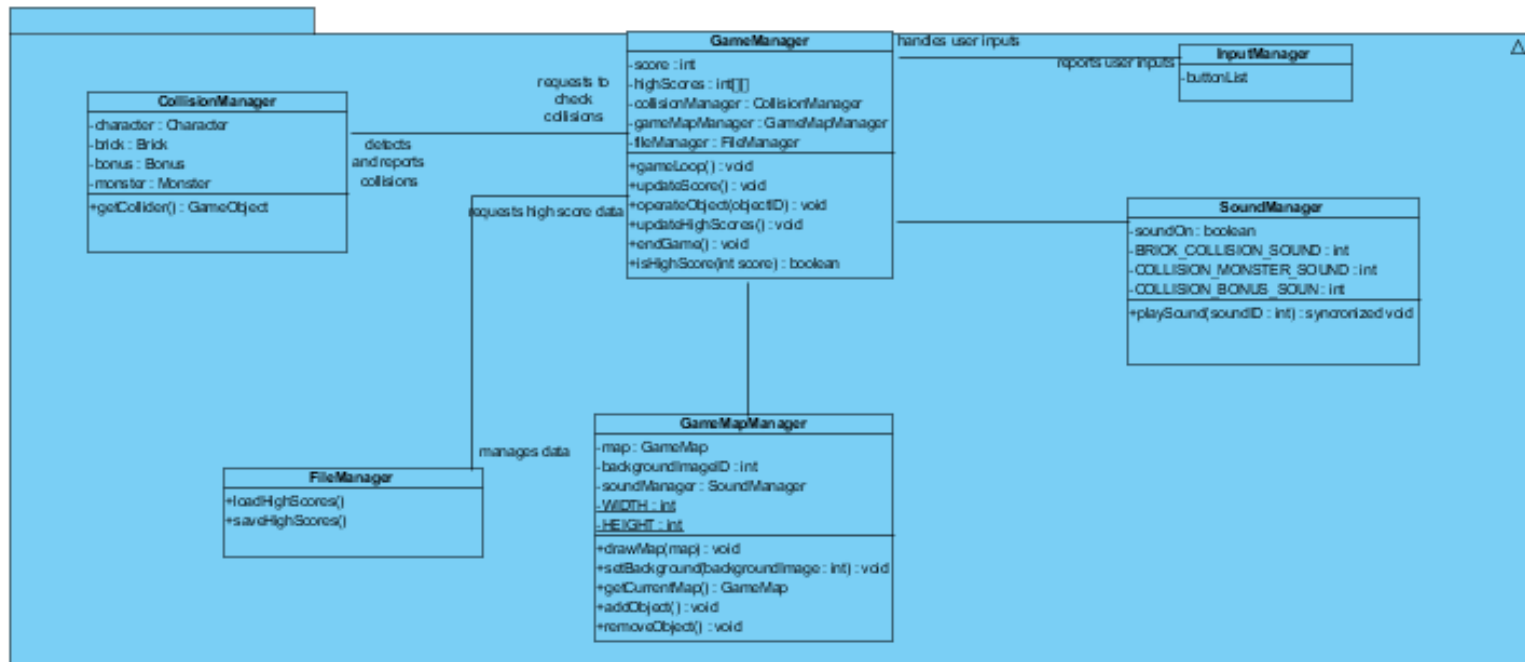 GameManager
-score : int
-highScores : int[][]
-collisionManager : CollisionManager
-gameMapManager : GameMapManager
-fileManager : FileManager
+gameLoop() : void
+updateScore() : void
+operateObject(objectID) : void
+updateHighScores() : void
+endGame() : void
+isHighScore(int score) : boolean
handles user inputs
reports user inputs
InputManager
-buttonList
requests to
check
collisions
CollisionManager
-character : Character
-brick : Brick
-bonus : Bonus
-monster : Monster
+getCollider() : GameObject
detects
and reports
collisions
requests high score data
SoundManager
-soundOn : boolean
-BRICK_COLLISION_SOUND : int
-COLLISION_MONSTER_SOUND : int
-COLLISION_BONUS_SOUN : int
+playSound(soundID : int) : syncronized void
manages data
FileManager
+loadHighScores()
+saveHighScores()
GameMapManager
-map : GameMap
-backgroundImageID : int
-soundManager : SoundManager
-WIDTH : int
-HEIGHT : int
+drawMap(map) : void
+setBackground(backgroundImage : int) : void
+getCurrentMap() : GameMap
+addObject() : void
+removeObject() : void